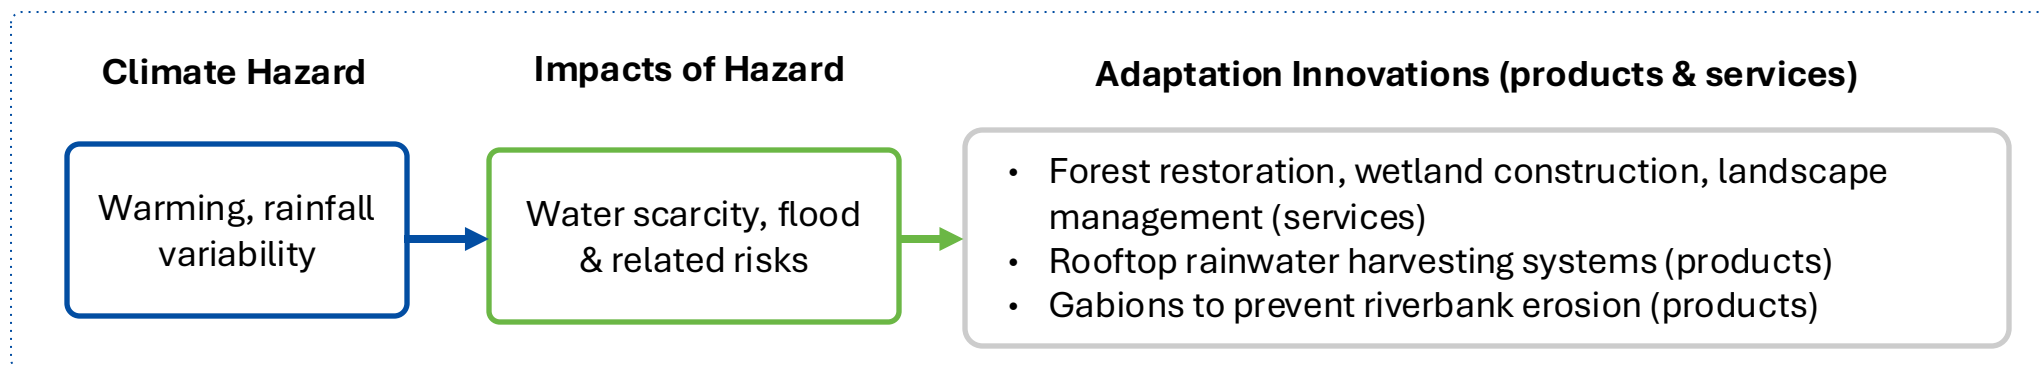 Climate Hazard
Impacts of Hazard
Adaptation Innovations (products & services)
Warming, rainfall
variability
Water scarcity, flood
& related risks
• Forest restoration, wetland construction, landscape
management (services)
• Rooftop rainwater harvesting systems (products)
• Gabions to prevent riverbank erosion (products)